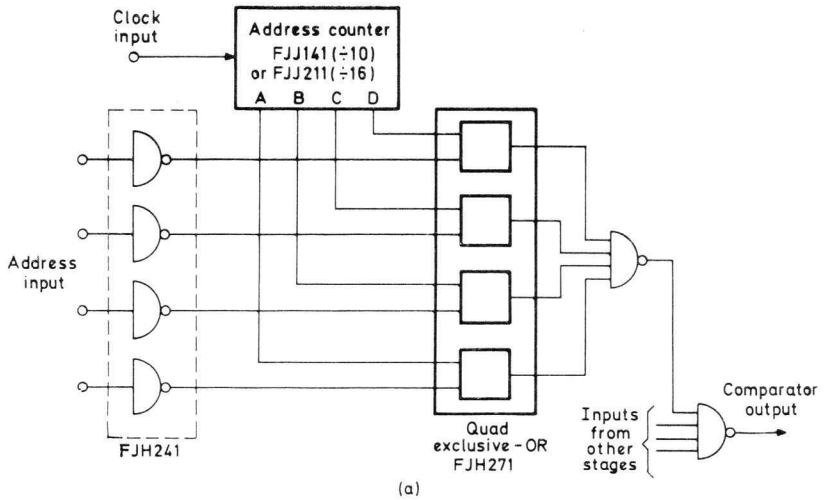 Clock
input
Address counter
FJJ141(÷10)
or FJJ211(÷16)
A B C D
Address
input
FJH241
Quad
exclusive-OR
FJH271
Inputs
from
other
stages
Comparator
output
(a)